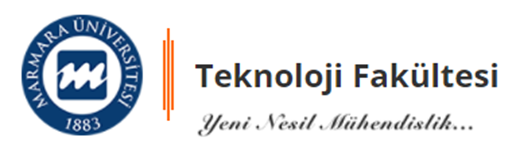 MARMARA ÜNİVERSİTESİ
m
1883
Teknoloji Fakültesi
Yeni Nesil Mühendislik...